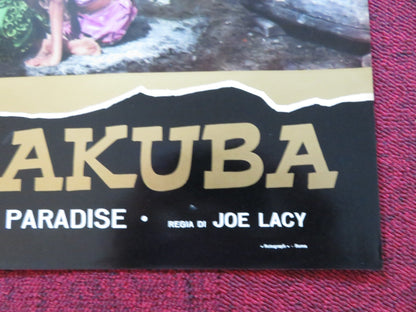 AKUBA
PARADISE • REGIA DI JOE LACY